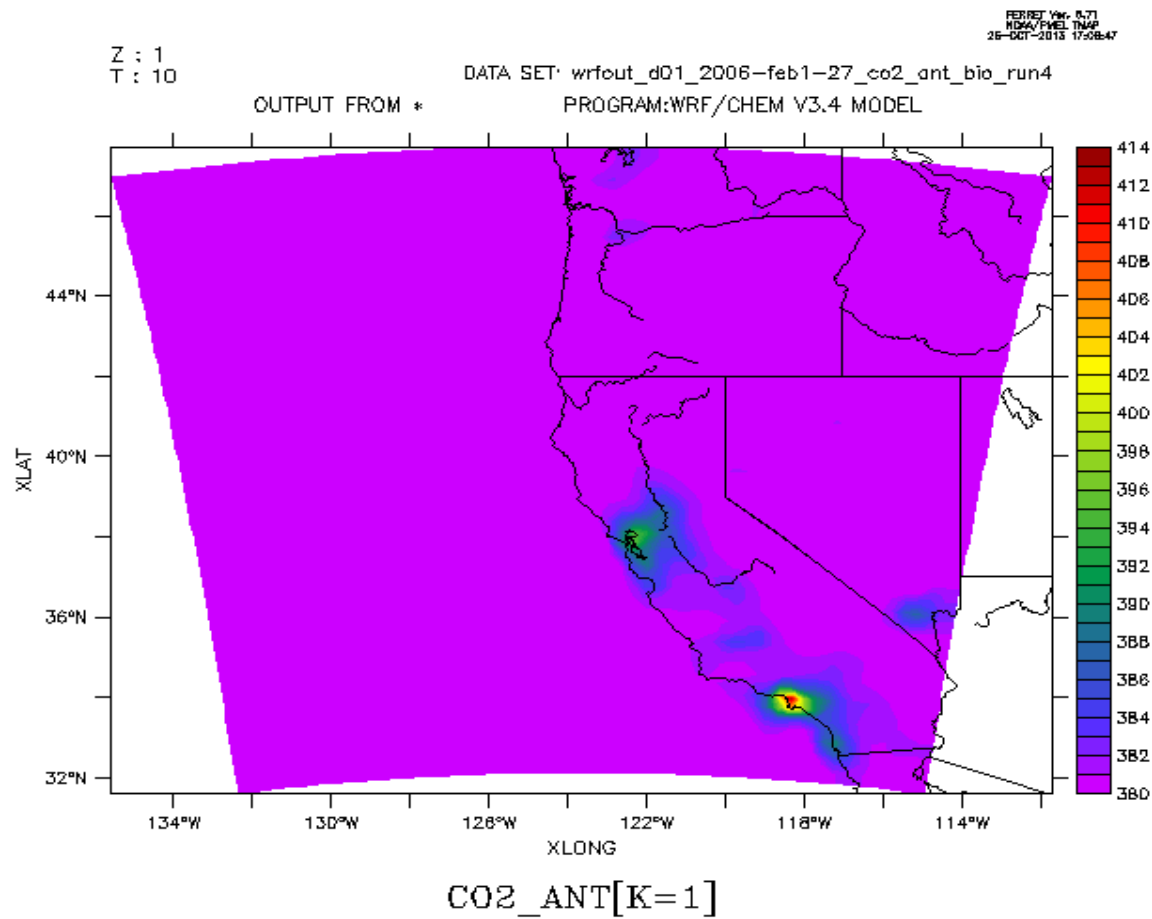 FERRET Ver. 6.71
NOAA/PMEL TMAP
25-OCT-2013 17:08:47
Z : 1
T : 10
DATA SET: wrfout_d01_2006-feb1-27_co2_ant_bio_run4
OUTPUT FROM * PROGRAM:WRF/CHEM V3.4 MODEL
414
412
410
408
406
404
402
400
398
396
394
392
390
388
386
384
382
380
44°N
40°N
36°N
32°N
XLAT
134°W 130°W 126°W 122°W 118°W 114°W
XLONG
CO2_ANT[K=1]